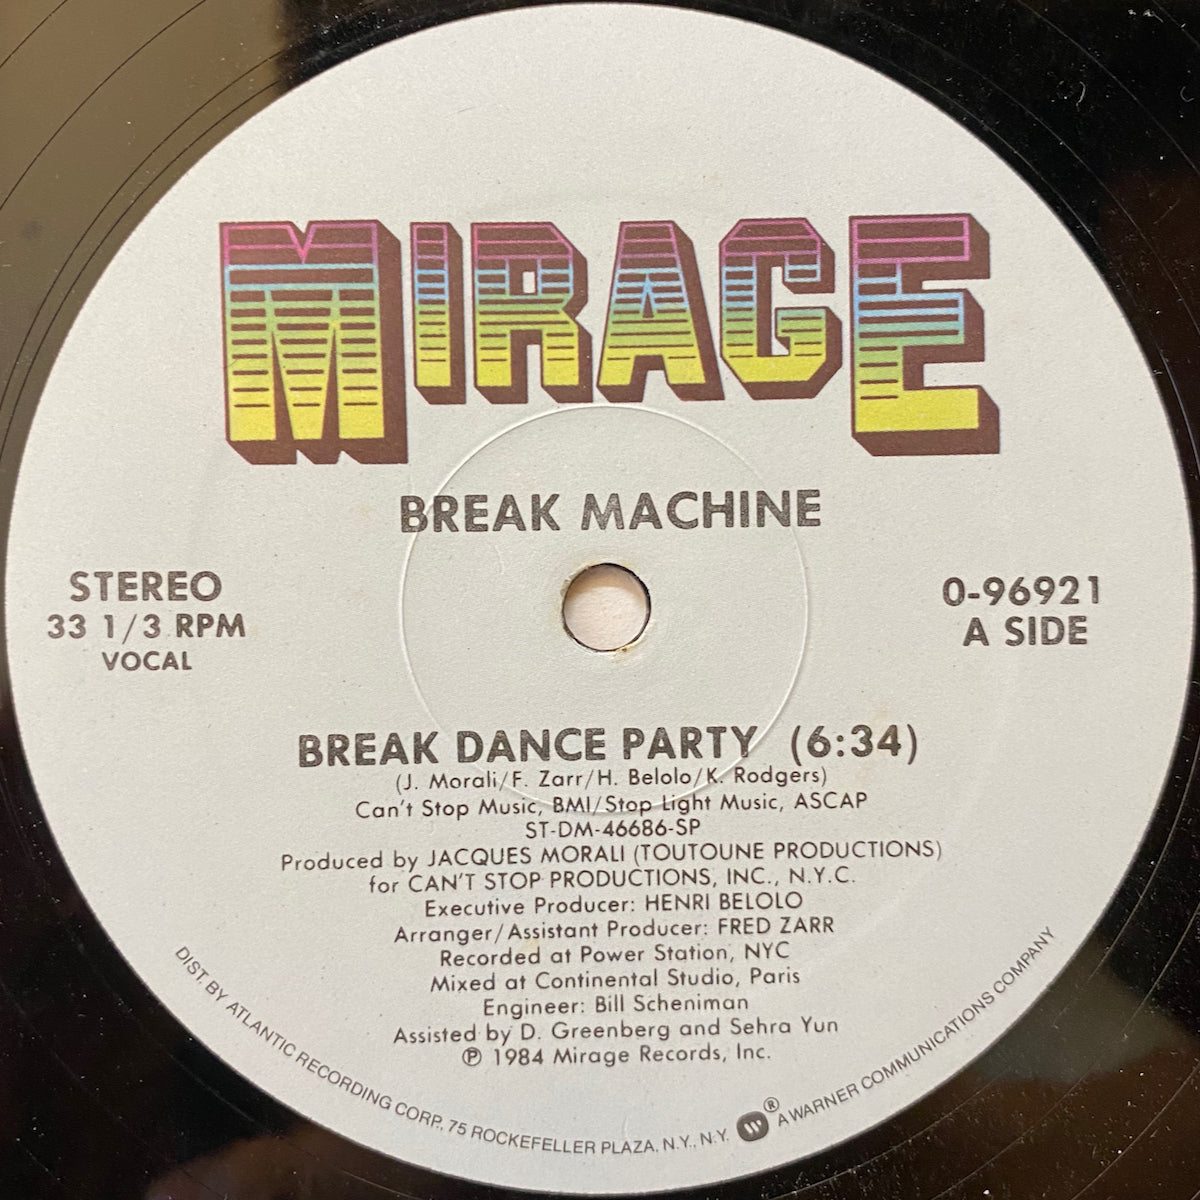 MIRAGE
BREAK MACHINE
STEREO
33 1/3 RPM
VOCAL
0-96921
A SIDE
BREAK DANCE PARTY (6:34)
(J. Morali/F. Zarr/H. Belolo/K. Rodgers)
Can't Stop Music, BMI/Stop Light Music, ASCAP
ST-DM-46686-SP
Produced by JACQUES MORALI (TOUTOUNE PRODUCTIONS)
for CAN'T STOP PRODUCTIONS, INC., N.Y.C.
Executive Producer: HENRI BELOLO
Arranger/Assistant Producer: FRED ZARR
Recorded at Power Station, NYC
Mixed at Continental Studio, Paris
Engineer: Bill Scheniman
Assisted by D. Greenberg and Sehra Yun
℗ 1984 Mirage Records, Inc.
DIST. BY ATLANTIC RECORDING CORP., 75 ROCKEFELLER PLAZA, N.Y., N.Y. W ® A WARNER COMMUNICATIONS COMPANY